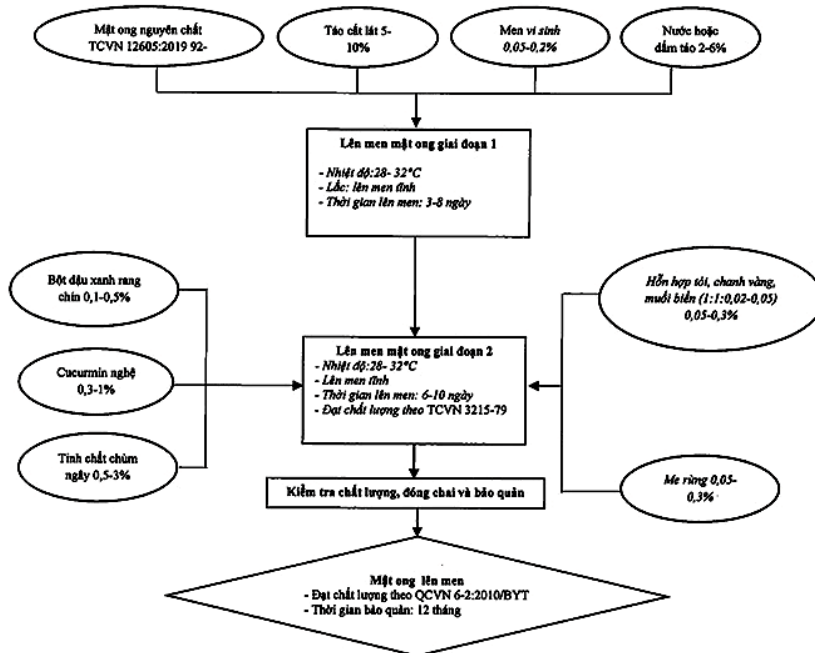 Mật ong nguyên chất
TCVN 12605:2019 92-
Táo cắt lát 5-
10%
Men vi sinh
0,05-0,2%
Nước hoặc
dấm táo 2-6%
Lên men mật ong giai đoạn 1
- Nhiệt độ:28- 32°C
- Lắc: lên men tĩnh
- Thời gian lên men: 3-8 ngày
Bột đậu xanh rang
chín 0,1-0,5%
Hỗn hợp tỏi, chanh vàng,
muối biển (1:1:0,02-0,05)
0,05-0,3%
Lên men mật ong giai đoạn 2
- Nhiệt độ:28- 32°C
- Lên men tĩnh
- Thời gian lên men: 6-10 ngày
- Đạt chất lượng theo TCVN 3215-79
Cucurmin nghệ
0,3-1%
Tinh chất chùm
ngây 0,5-3%
Me rừng 0,05-
0,3%
Kiểm tra chất lượng, đóng chai và bảo quản
Mật ong lên men
- Đạt chất lượng theo QCVN 6-2:2010/BYT
- Thời gian bảo quản: 12 tháng